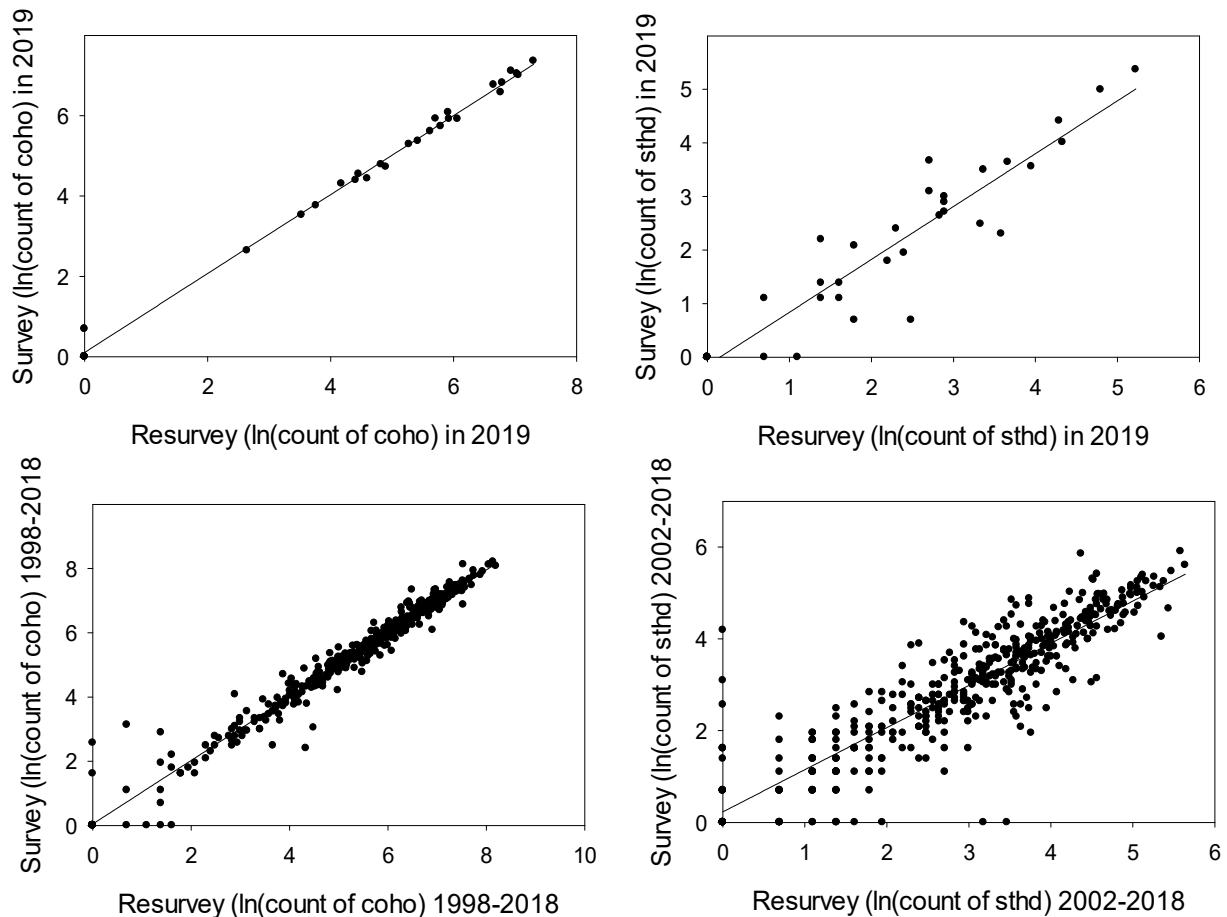 Survey (ln(count of coho) in 2019
6
4
2
0
0 2 4 6 8
Resurvey (ln(count of coho) in 2019
Survey (ln(count of sthd) in 2019
5
4
3
2
1
0
0 1 2 3 4 5 6
Resurvey (ln(count of sthd) in 2019
Survey (ln(count of coho) 1998-2018
8
6
4
2
0
0 2 4 6 8 10
Resurvey (ln(count of coho) 1998-2018
Survey (ln(count of sthd) 2002-2018
6
4
2
0
0 1 2 3 4 5 6
Resurvey (ln(count of sthd) 2002-2018